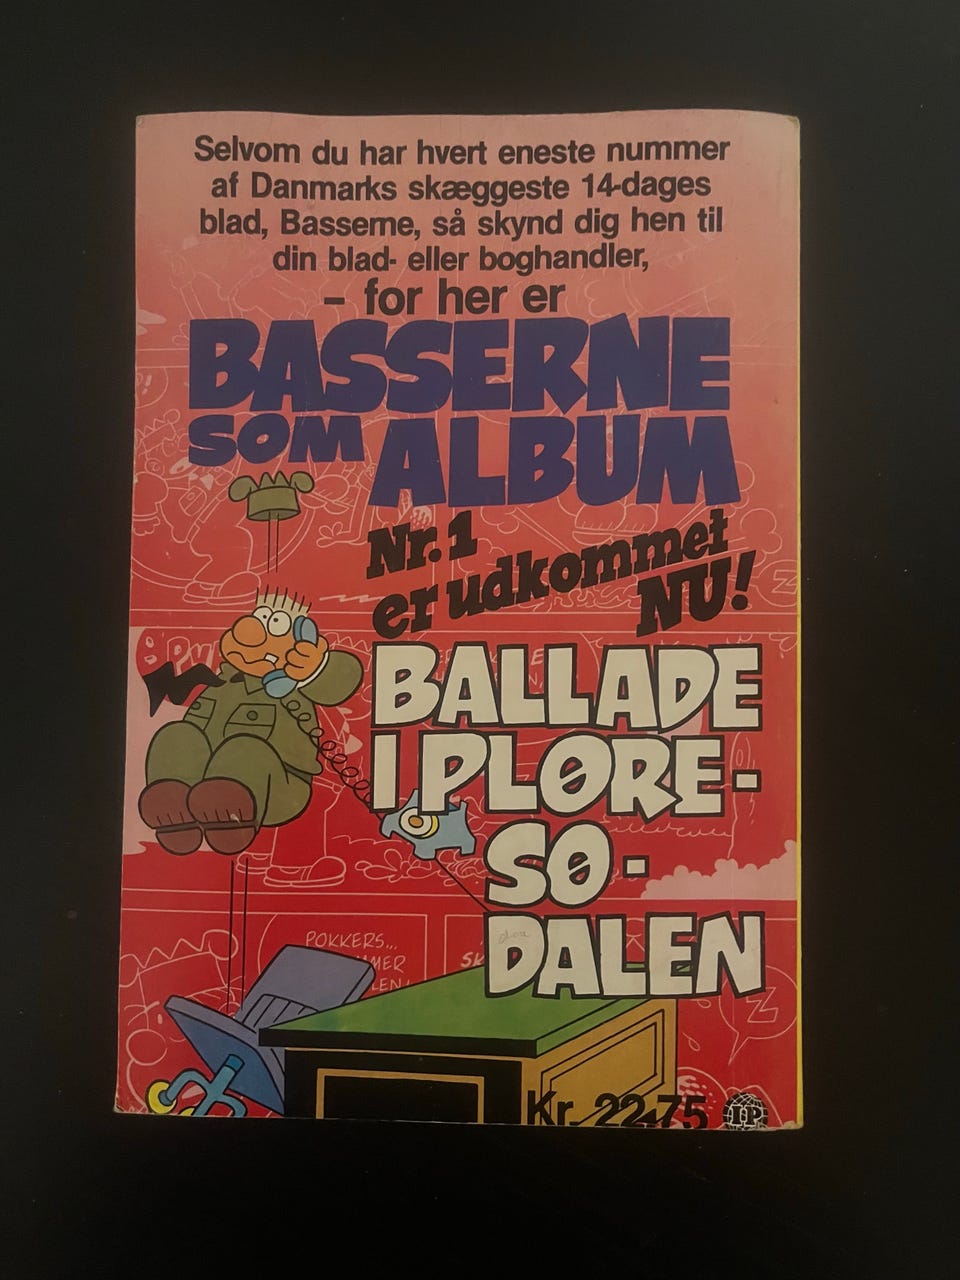 Selvom du har hvert eneste nummer
af Danmarks skæggeste 14-dages
blad, Basserne, så skynd dig hen til
din blad- eller boghandler,
– for her er
BASSERNE
SOM ALBUM
Nr. 1
er udkommet
NU!
BALLADE
I PLØRE-
SØ-
DALEN
POKKERS...
Kr. 22,75
I·P